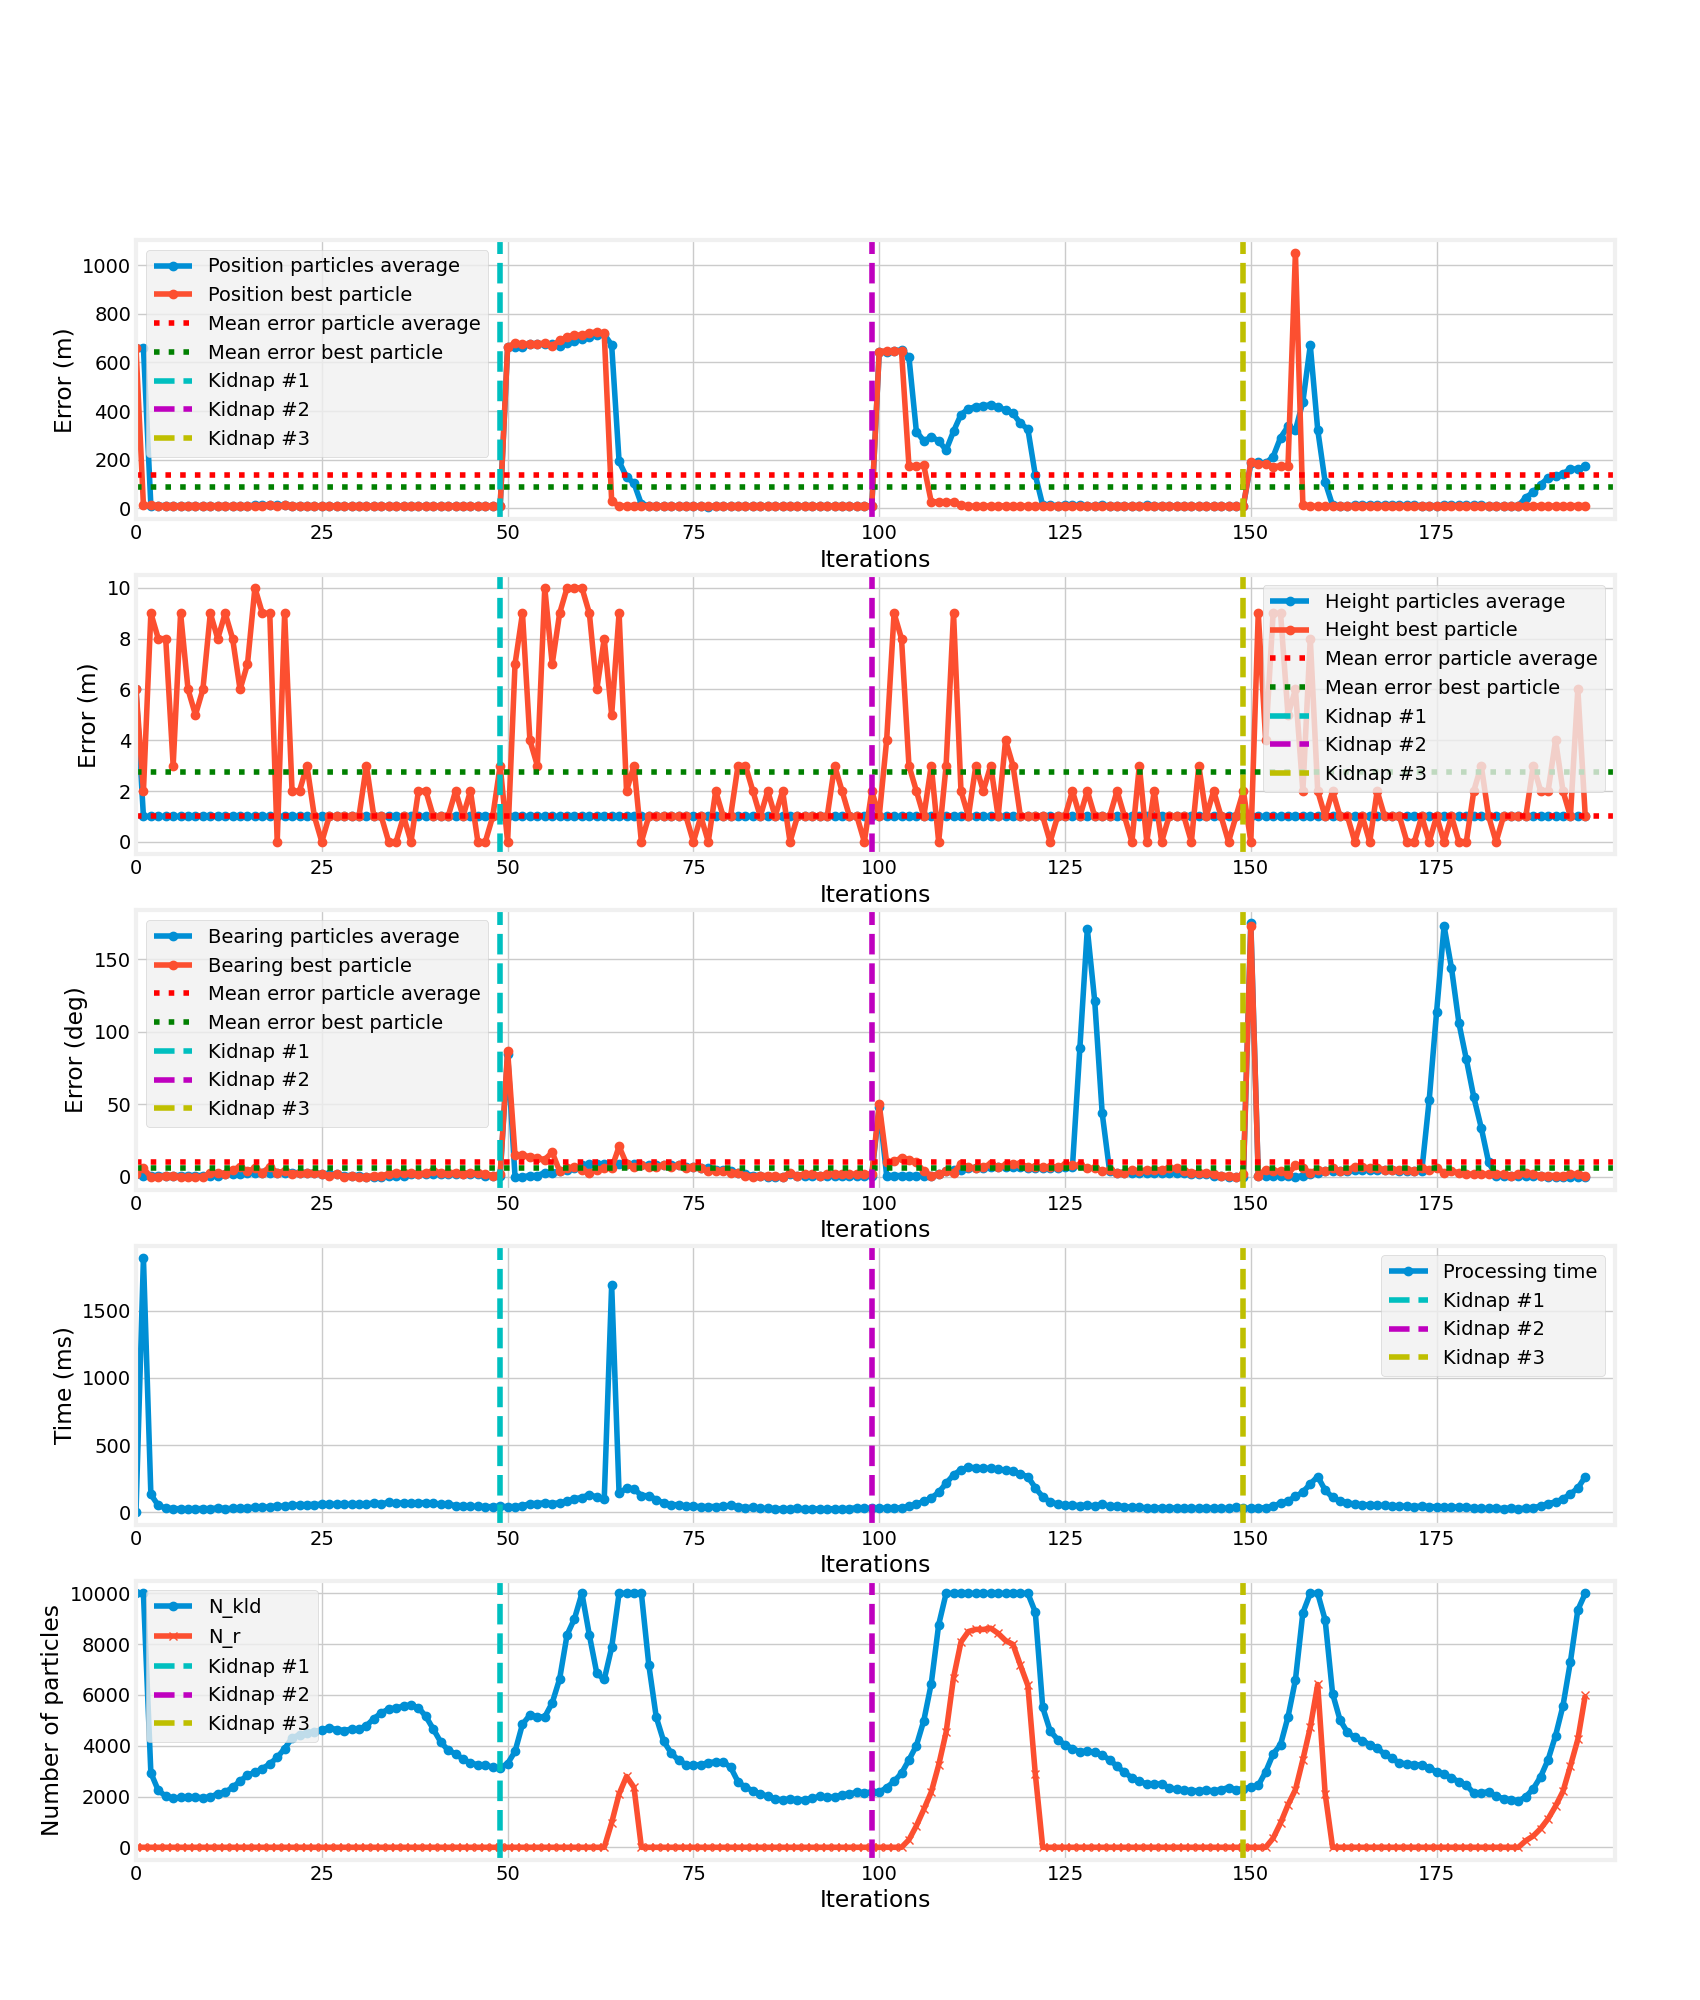 1000
800
600
400
200
0
Error (m)
Position particles average
Position best particle
Mean error particle average
Mean error best particle
Kidnap #1
Kidnap #2
Kidnap #3
0 25 50 75 100 125 150 175
Iterations
10
8
6
4
2
0
Error (m)
Height particles average
Height best particle
Mean error particle average
Mean error best particle
Kidnap #1
Kidnap #2
Kidnap #3
0 25 50 75 100 125 150 175
Iterations
150
100
50
0
Error (deg)
Bearing particles average
Bearing best particle
Mean error particle average
Mean error best particle
Kidnap #1
Kidnap #2
Kidnap #3
0 25 50 75 100 125 150 175
Iterations
1500
1000
500
0
Time (ms)
Processing time
Kidnap #1
Kidnap #2
Kidnap #3
0 25 50 75 100 125 150 175
Iterations
10000
8000
6000
4000
2000
0
Number of particles
N_kld
N_r
Kidnap #1
Kidnap #2
Kidnap #3
0 25 50 75 100 125 150 175
Iterations